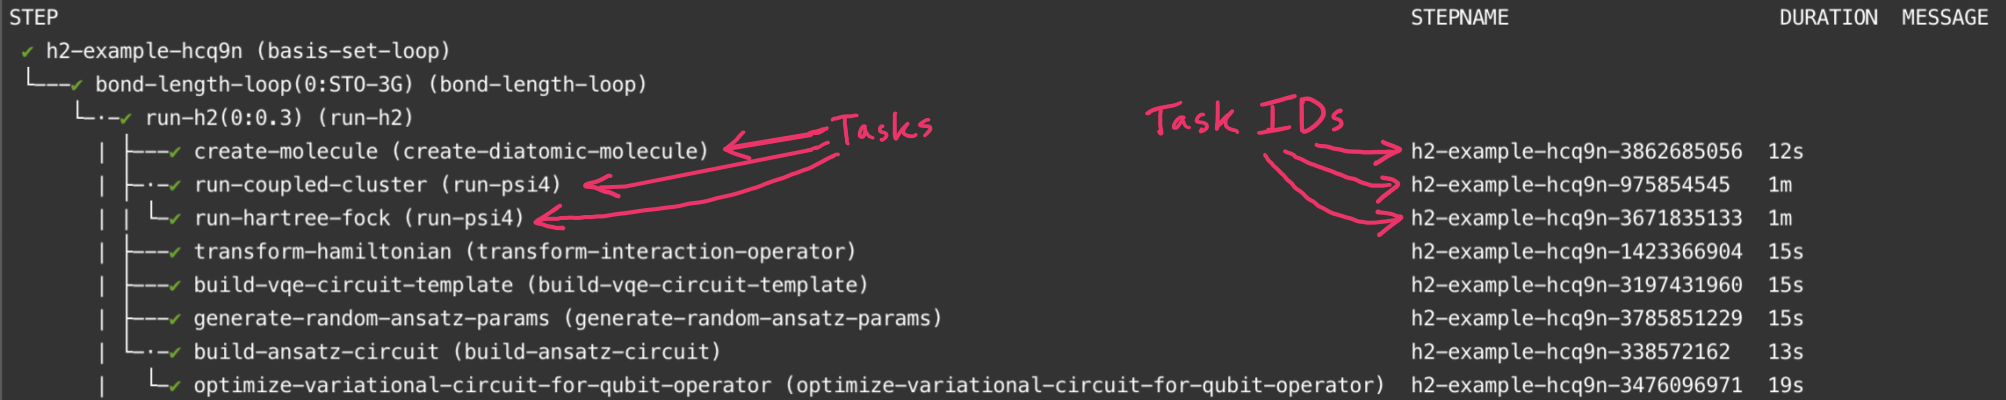 STEP STEPNAME DURATION MESSAGE
✔ h2-example-hcq9n (basis-set-loop)
└---✔ bond-length-loop(0:STO-3G) (bond-length-loop)
└-·-✔ run-h2(0:0.3) (run-h2)
Tasks
Task IDs
| ├---✔ create-molecule (create-diatomic-molecule) h2-example-hcq9n-3862685056 12s
| ├-·-✔ run-coupled-cluster (run-psi4) h2-example-hcq9n-975854545 1m
| | └-✔ run-hartree-fock (run-psi4) h2-example-hcq9n-3671835133 1m
| ├---✔ transform-hamiltonian (transform-interaction-operator) h2-example-hcq9n-1423366904 15s
| ├---✔ build-vqe-circuit-template (build-vqe-circuit-template) h2-example-hcq9n-3197431960 15s
| ├---✔ generate-random-ansatz-params (generate-random-ansatz-params) h2-example-hcq9n-3785851229 15s
| └-·-✔ build-ansatz-circuit (build-ansatz-circuit) h2-example-hcq9n-338572162 13s
| └-✔ optimize-variational-circuit-for-qubit-operator (optimize-variational-circuit-for-qubit-operator) h2-example-hcq9n-3476096971 19s